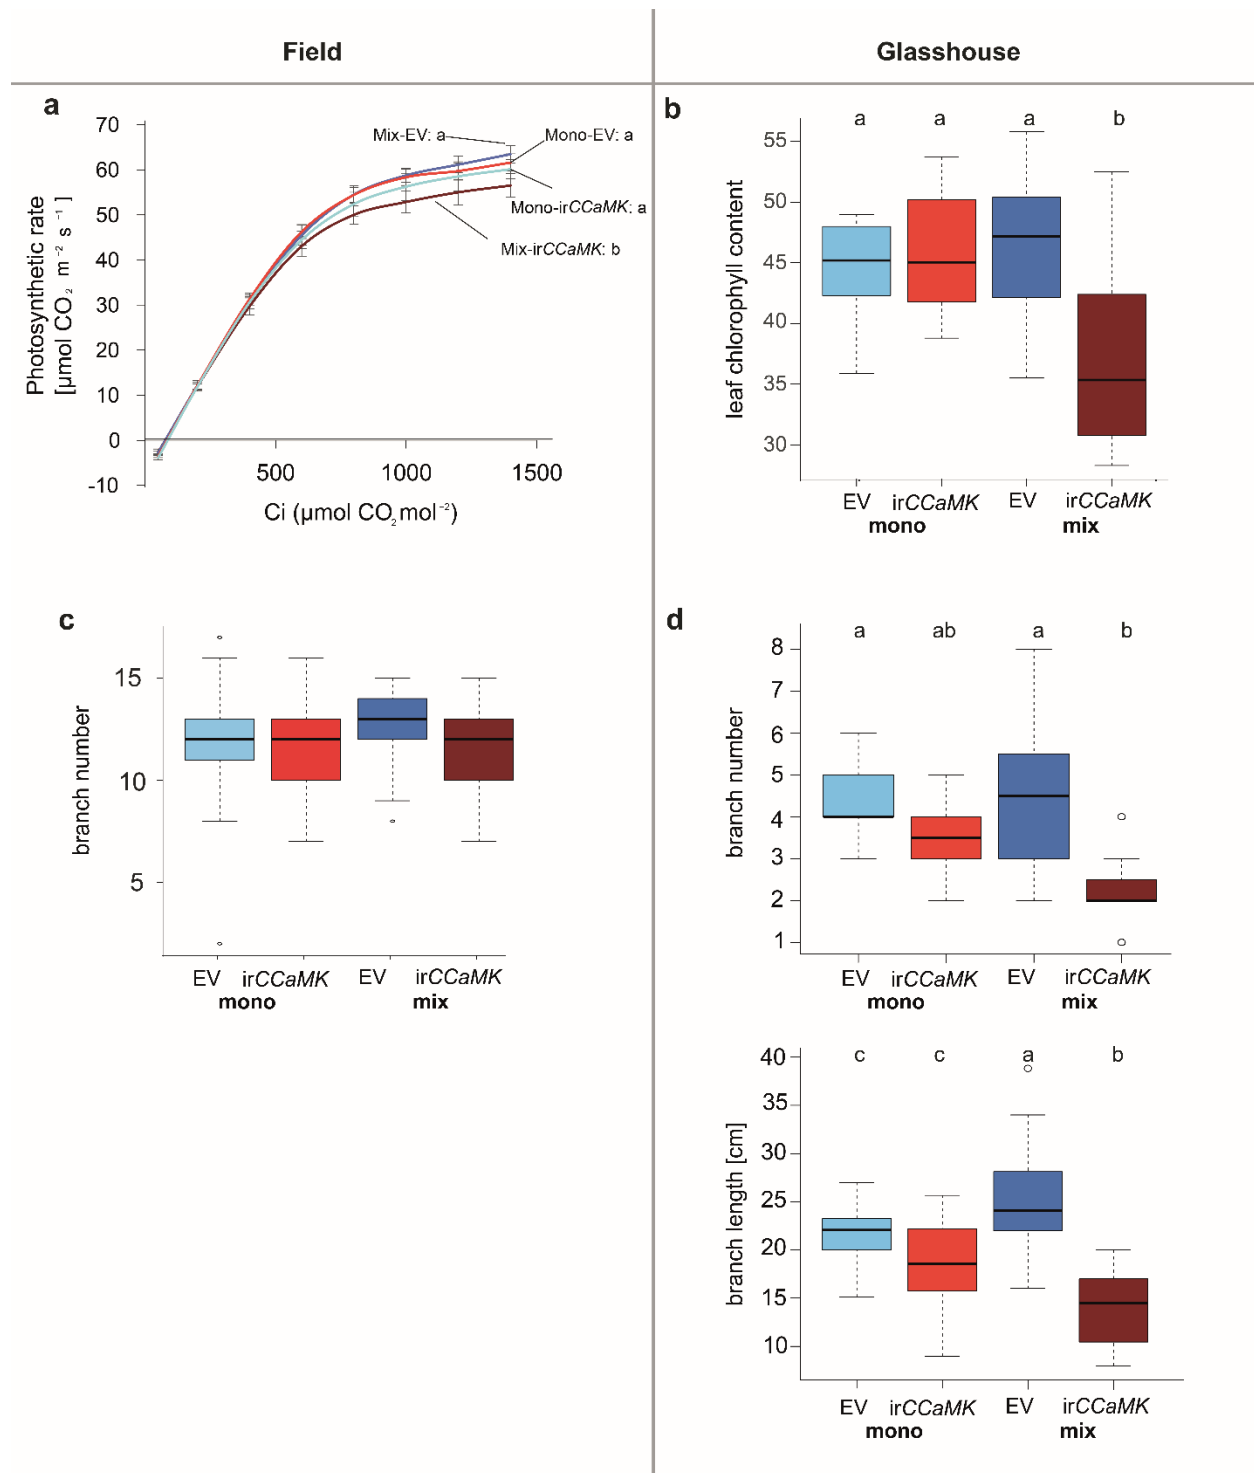 Field
Glasshouse
a
70
60
50
40
30
20
10
0
-10
Photosynthetic rate
[µmol CO₂ m⁻² s⁻¹]
Mix-EV: a
Mono-EV: a
Mono-irCCaMK: a
Mix-irCCaMK: b
500
1000
1500
Ci (µmol CO₂mol⁻²)
b
a
a
a
b
55
50
45
40
35
30
leaf chlorophyll content
EV irCCaMK EV irCCaMK
mono mix
c
15
10
5
branch number
EV irCCaMK EV irCCaMK
mono mix
d
a
ab
a
b
8
7
6
5
4
3
2
1
branch number
EV irCCaMK EV irCCaMK
mono mix
c
c
a
b
40
35
30
25
20
15
10
branch length [cm]
EV irCCaMK EV irCCaMK
mono mix